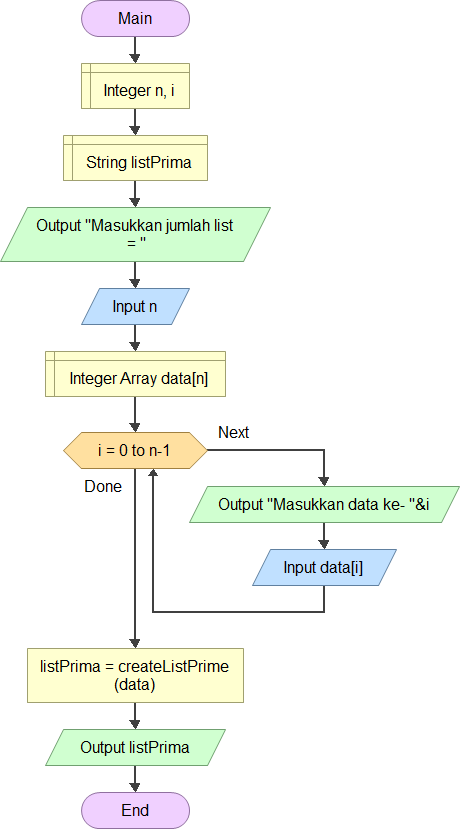 Main
Integer n, i
String listPrima
Output "Masukkan jumlah list
= "
Input n
Integer Array data[n]
i = 0 to n-1
Next
Done
Output "Masukkan data ke- "&i
Input data[i]
listPrima = createListPrime
(data)
Output listPrima
End